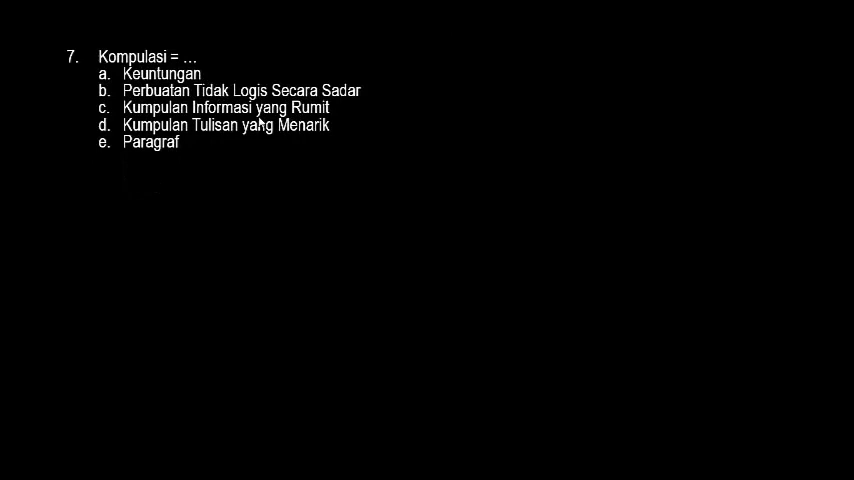 7. Kompulasi = ...
a. Keuntungan
b. Perbuatan Tidak Logis Secara Sadar
c. Kumpulan Informasi yang Rumit
d. Kumpulan Tulisan yang Menarik
e. Paragraf